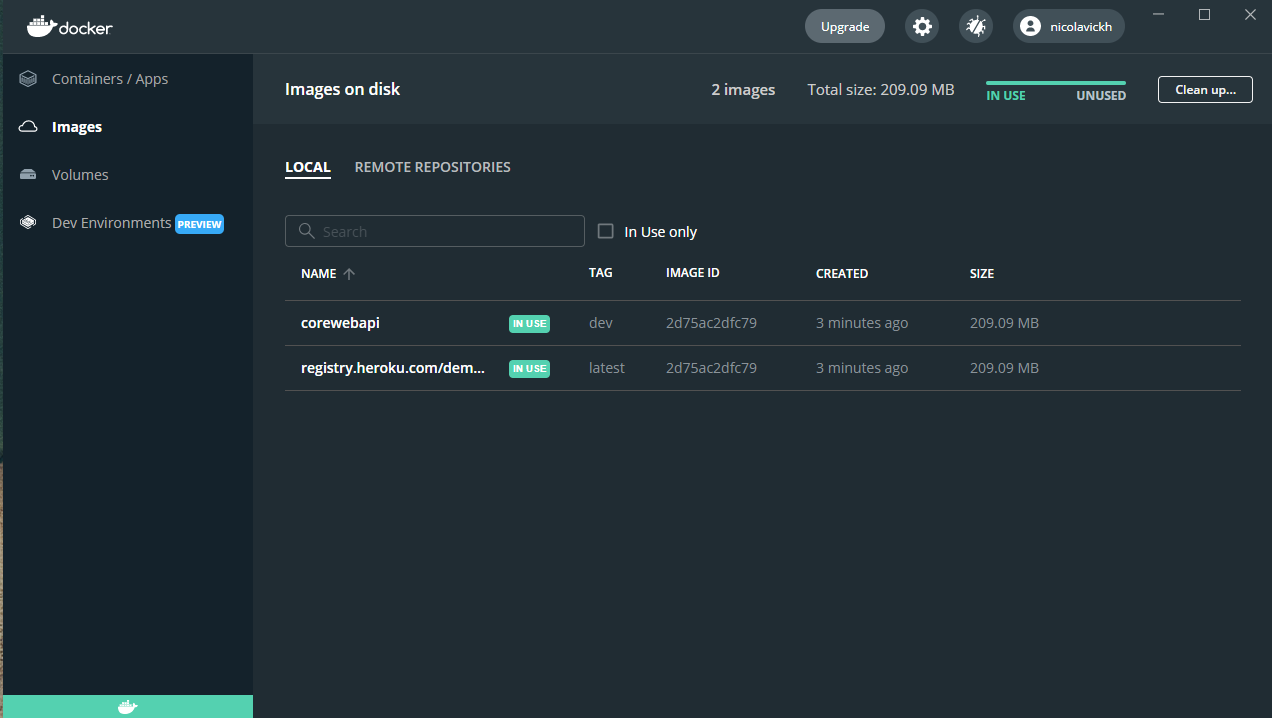 docker
Upgrade
nicolavickh
Containers / Apps
Images
Volumes
Dev Environments PREVIEW
Images on disk
2 images
Total size: 209.09 MB
IN USE
UNUSED
Clean up...
LOCAL
REMOTE REPOSITORIES
Search
In Use only
NAME TAG IMAGE ID CREATED SIZE
corewebapi IN USE dev 2d75ac2dfc79 3 minutes ago 209.09 MB
registry.heroku.com/dem... IN USE latest 2d75ac2dfc79 3 minutes ago 209.09 MB